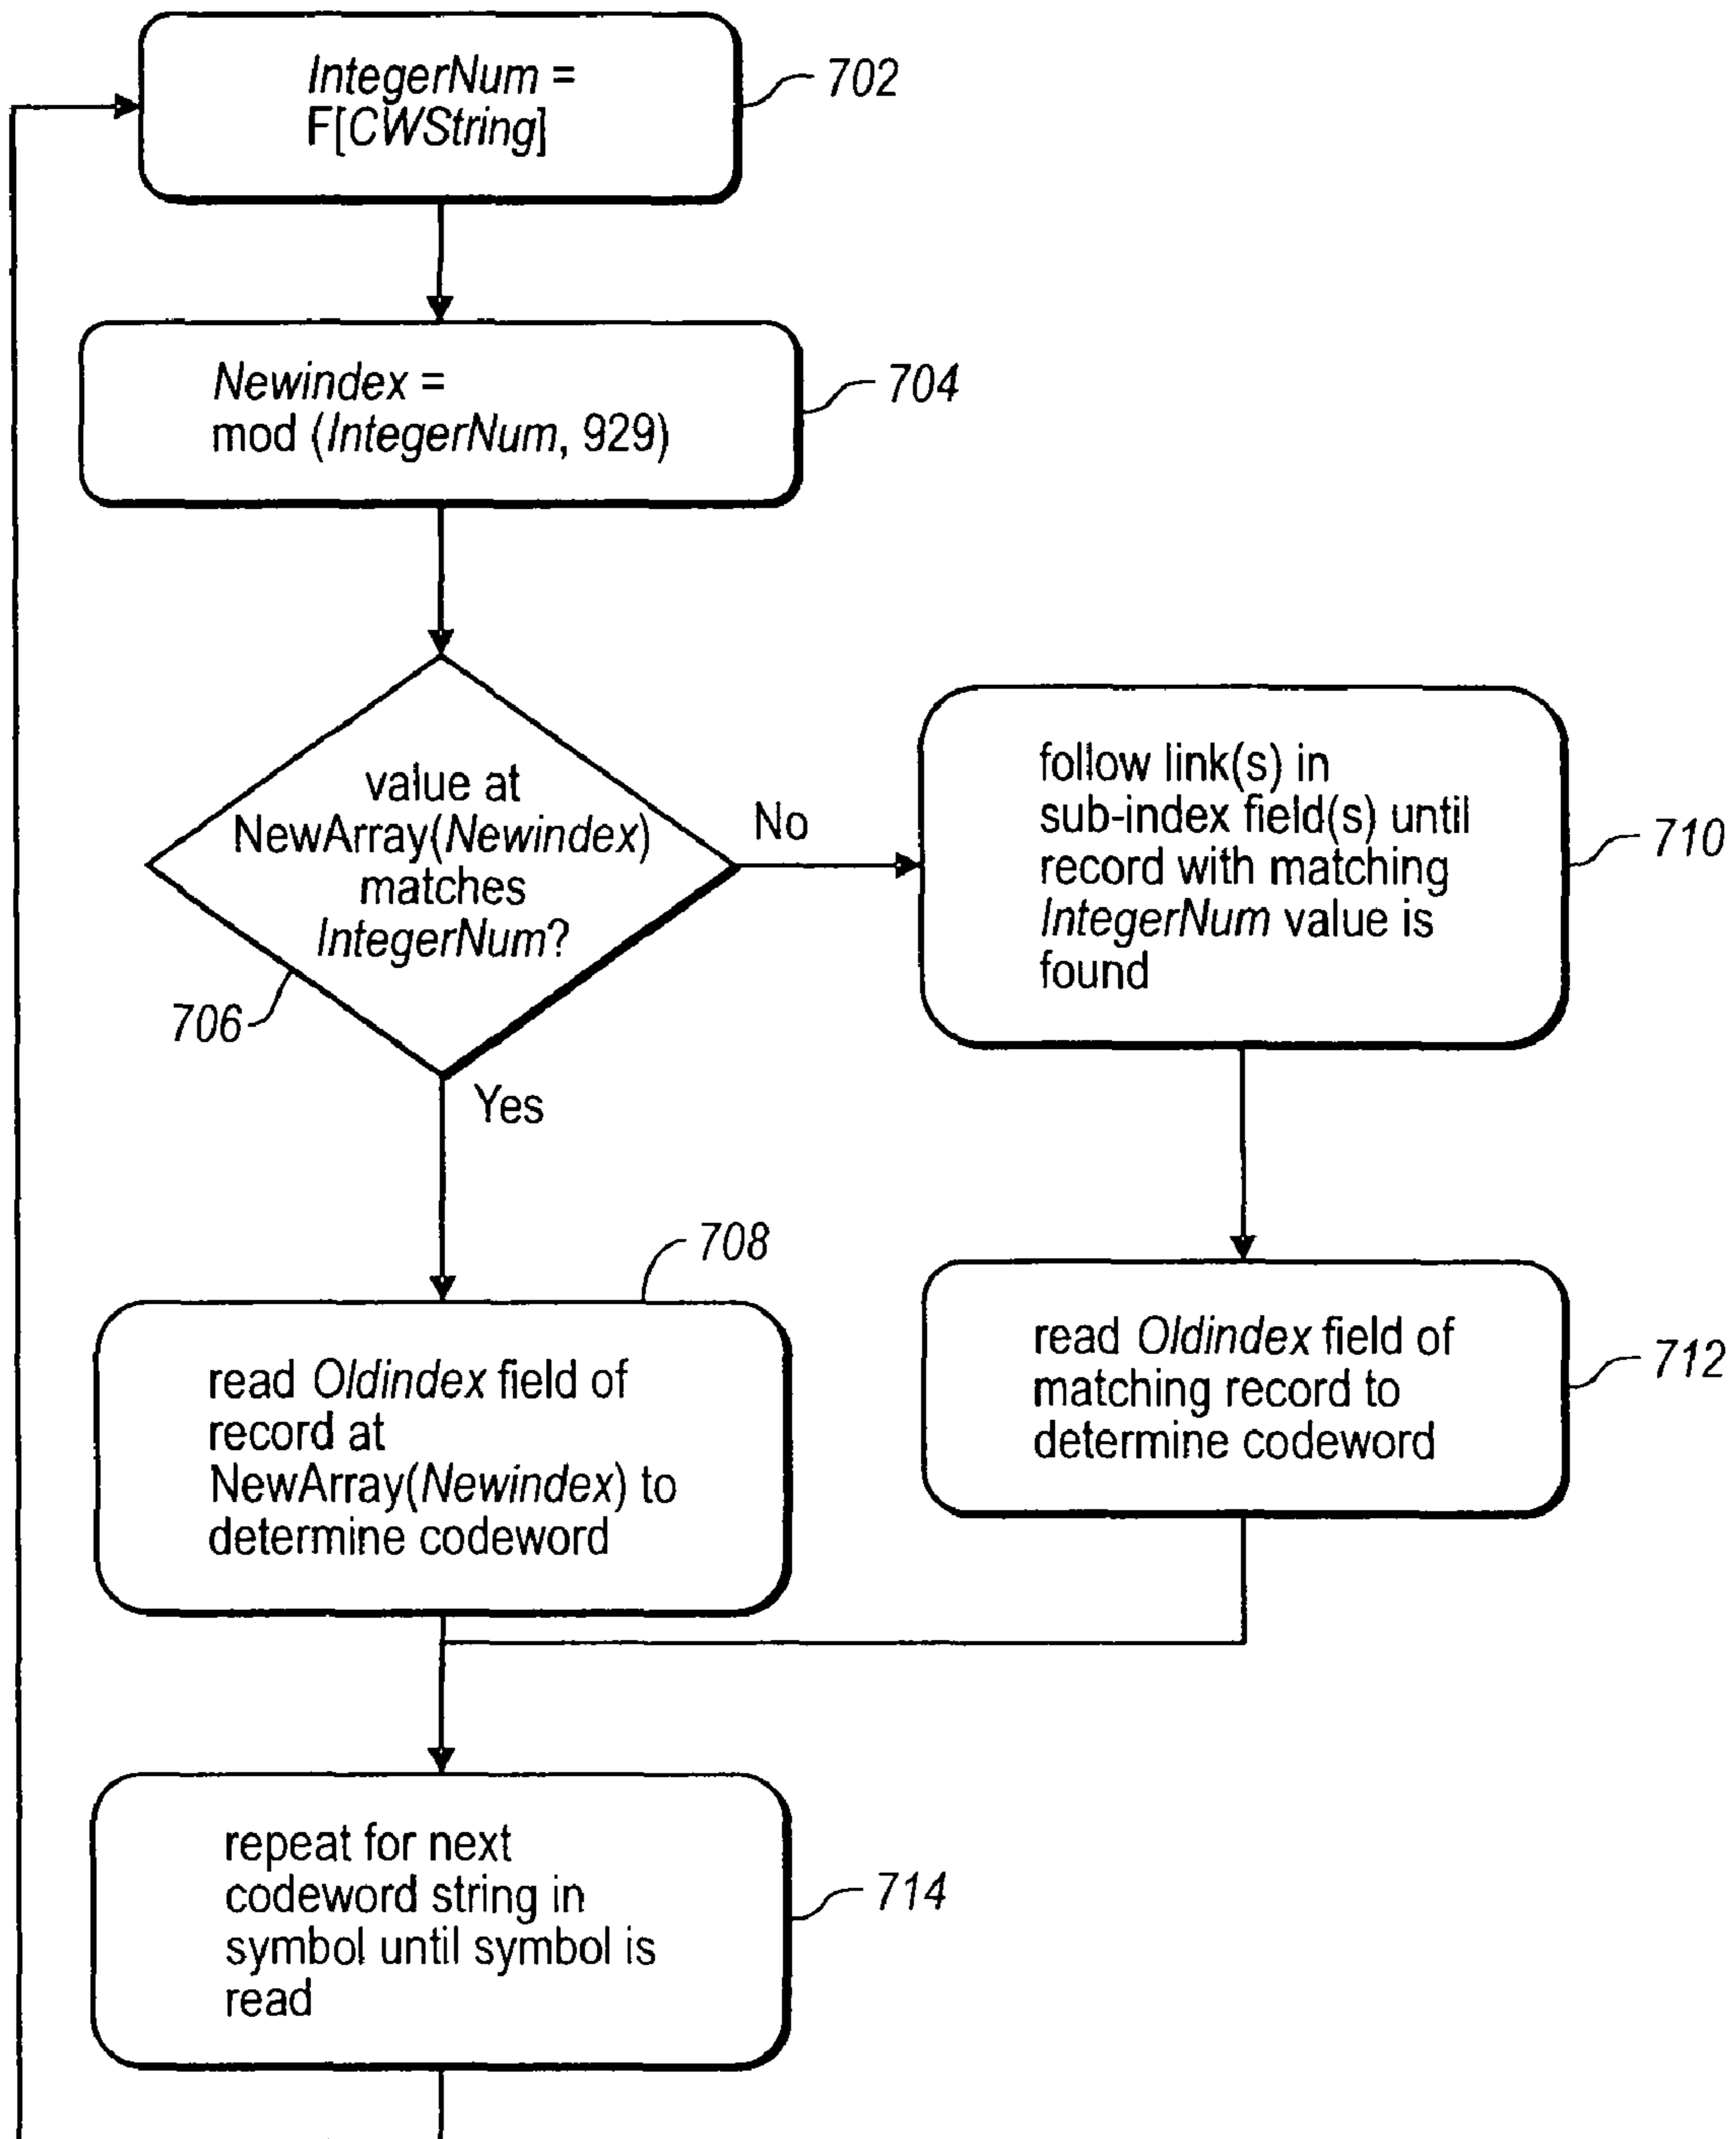 IntegerNum =
F[CWString]
702
Newindex =
mod (IntegerNum, 929)
704
value at
NewArray(Newindex)
matches
IntegerNum?
706
No
Yes
follow link(s) in
sub-index field(s) until
record with matching
IntegerNum value is
found
710
708
read Oldindex field of
record at
NewArray(Newindex) to
determine codeword
read Oldindex field of
matching record to
determine codeword
712
repeat for next
codeword string in
symbol until symbol is
read
714